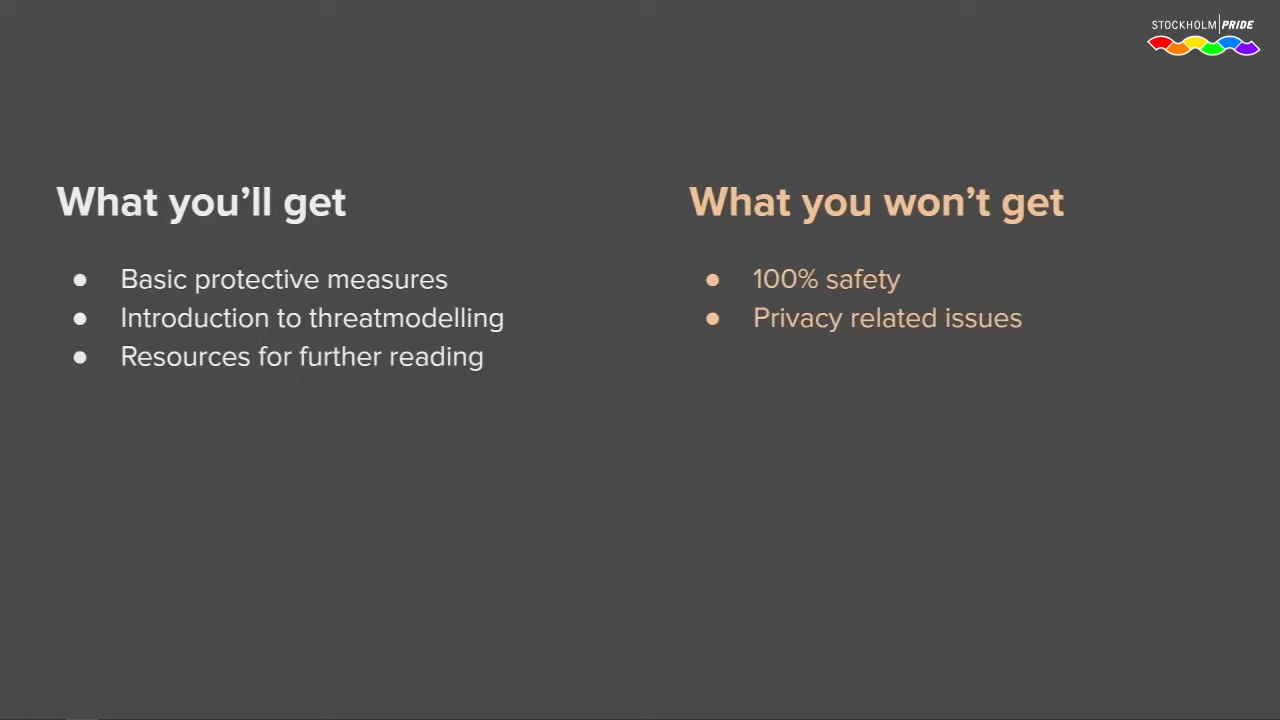 STOCKHOLM PRIDE
What you'll get
● Basic protective measures
● Introduction to threatmodelling
● Resources for further reading
What you won't get
● 100% safety
● Privacy related issues